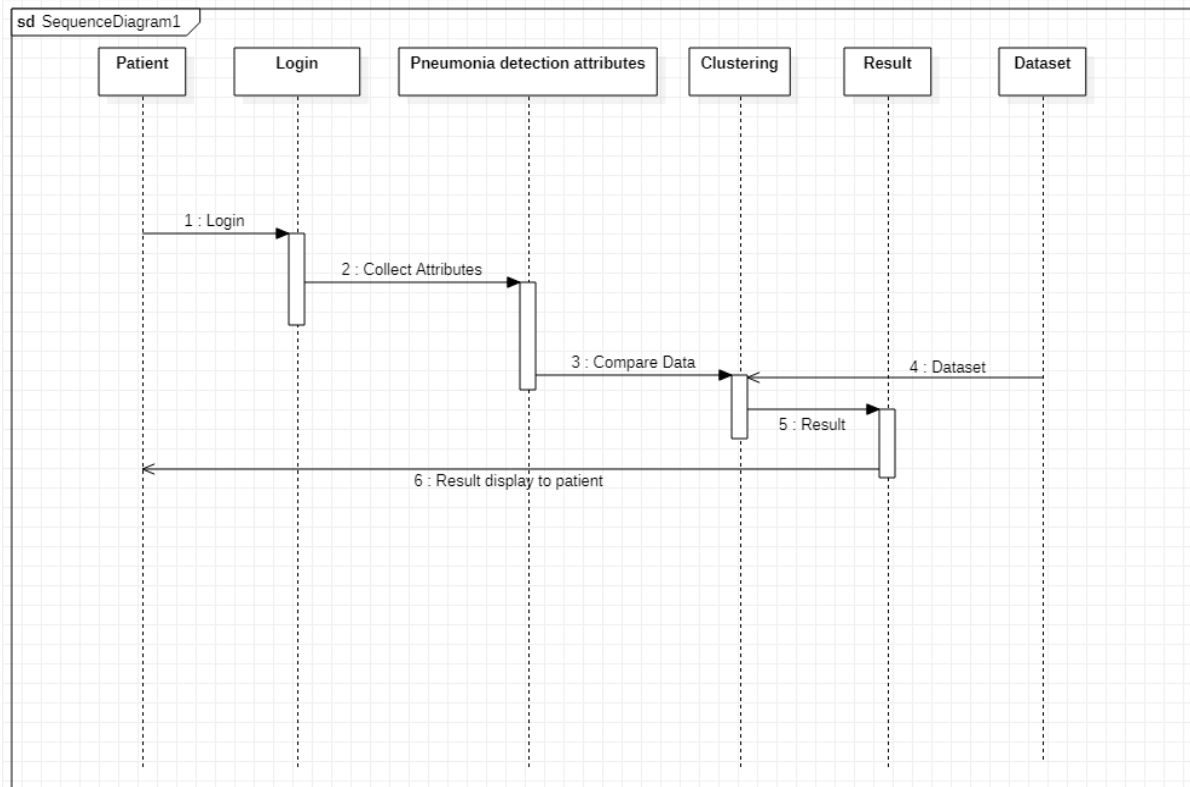 sd SequenceDiagram1
Patient
Login
Pneumonia detection attributes
Clustering
Result
Dataset
1 : Login
2 : Collect Attributes
3 : Compare Data
4 : Dataset
5 : Result
6 : Result display to patient